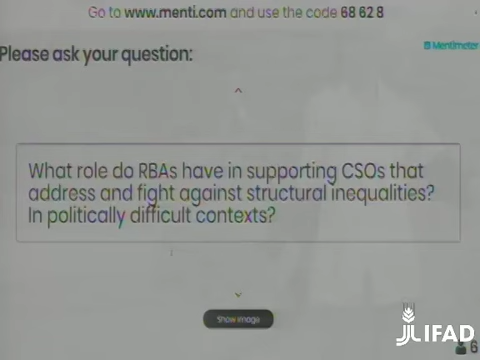 Go to www.menti.com and use the code 68 62 8
Please ask your question:
Mentimeter
What role do RBAs have in supporting CSOs that
address and fight against structural inequalities?
In politically difficult contexts?
Show image
JLIFAD
6